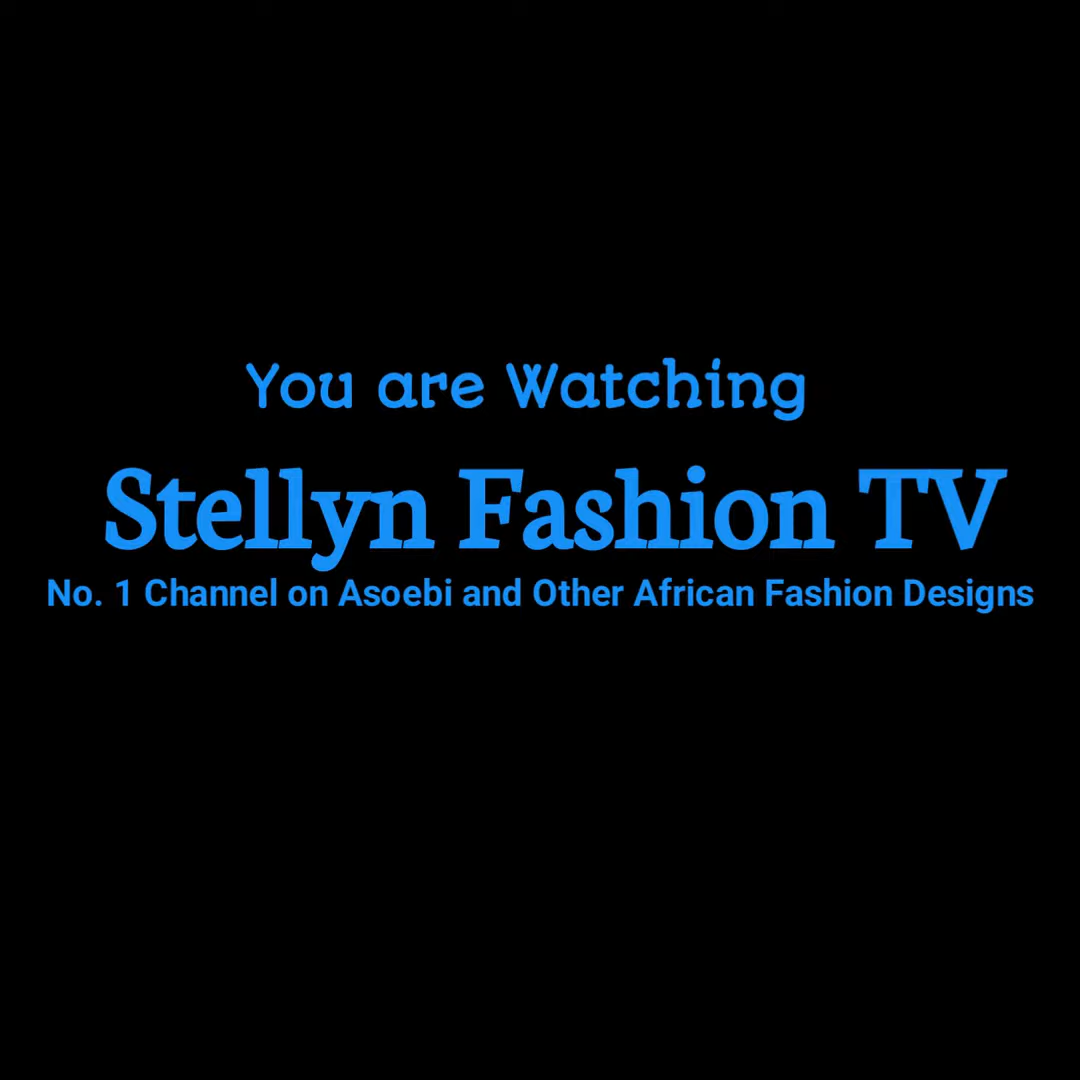 You are Watching
Stellyn Fashion TV
No. 1 Channel on Asoebi and Other African Fashion Designs